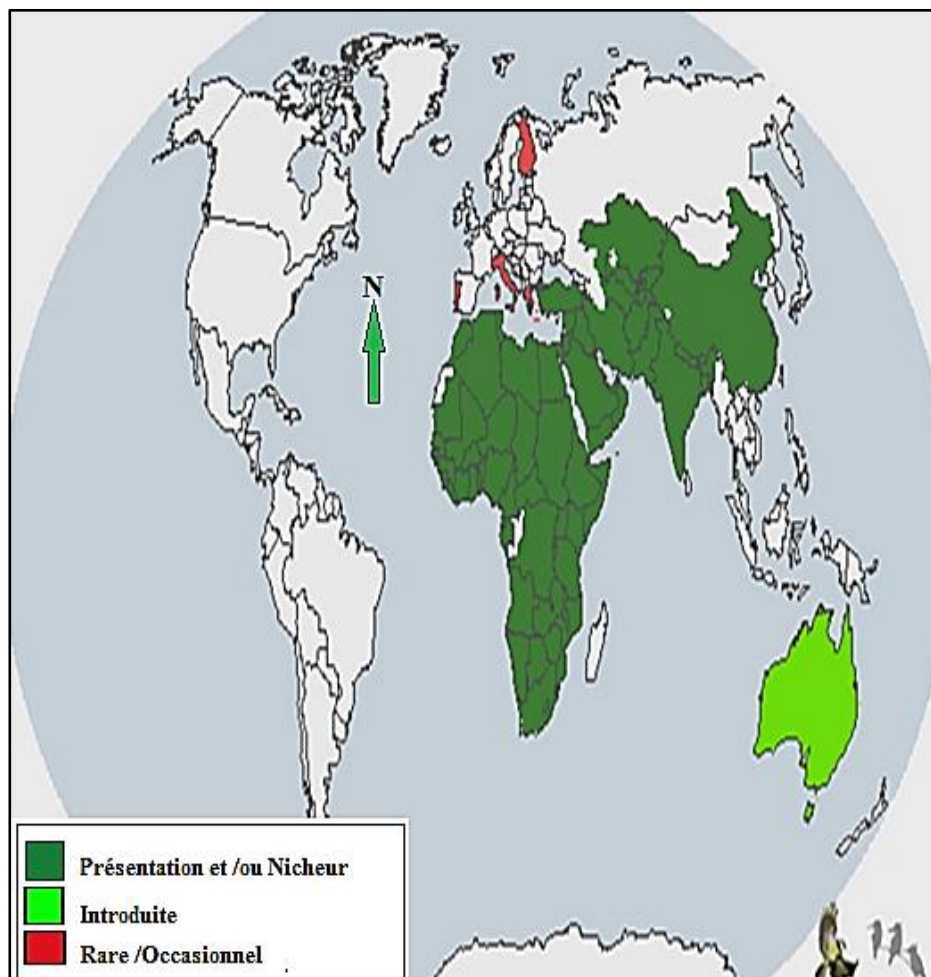 N
Présentation et /ou Nicheur
Introduite
Rare /Occasionnel